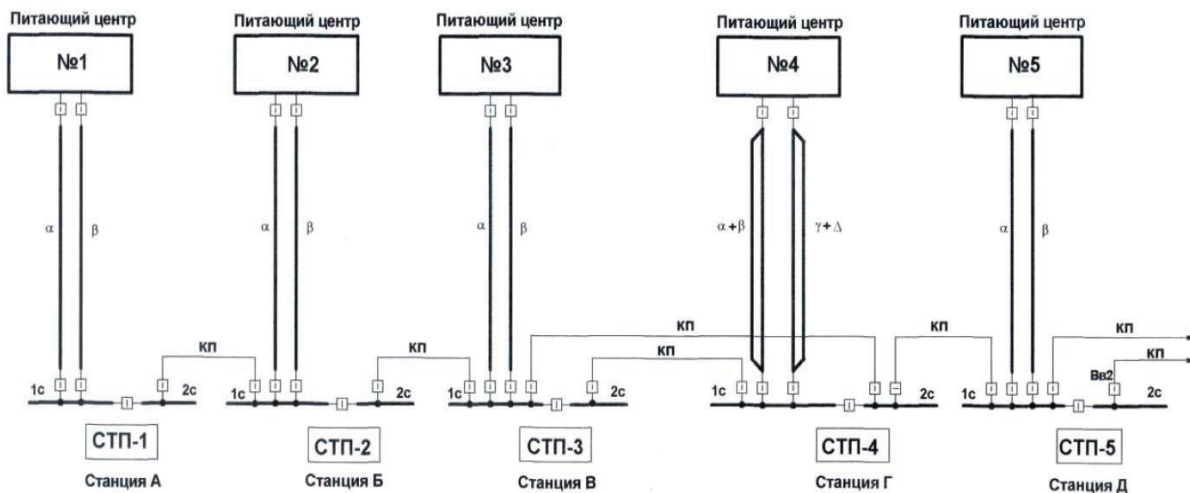 Питающий центр Питающий центр Питающий центр Питающий центр Питающий центр
№1 №2 №3 №4 №5
α β α β α β α+β γ+Δ α β
КП КП
КП КП КП КП КП
Вв2
1с 2с 1с 2с 1с 2с 1с 2с 1с 2с
СТП-1 СТП-2 СТП-3 СТП-4 СТП-5
Станция А Станция Б Станция В Станция Г Станция Д